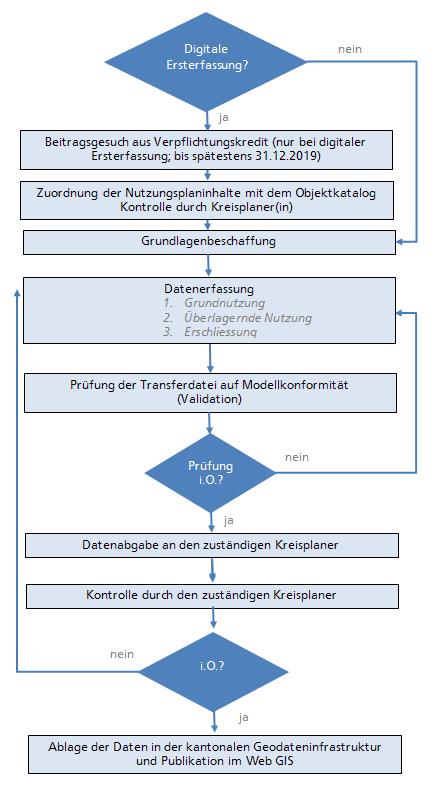 Digitale
Ersterfassung?
nein
ja
Beitragsgesuch aus Verpflichtungskredit (nur bei digitaler
Ersterfassung; bis spätestens 31.12.2019)
Zuordnung der Nutzungsplaninhalte mit dem Objektkatalog
Kontrolle durch Kreisplaner(in)
Grundlagenbeschaffung
Datenerfassung
1. Grundnutzung
2. Überlagernde Nutzung
3. Erschliessung
Prüfung der Transferdatei auf Modellkonformität
(Validation)
Prüfung
i.O.?
nein
ja
Datenabgabe an den zuständigen Kreisplaner
Kontrolle durch den zuständigen Kreisplaner
nein
i.O.?
ja
Ablage der Daten in der kantonalen Geodateninfrastruktur
und Publikation im Web GIS